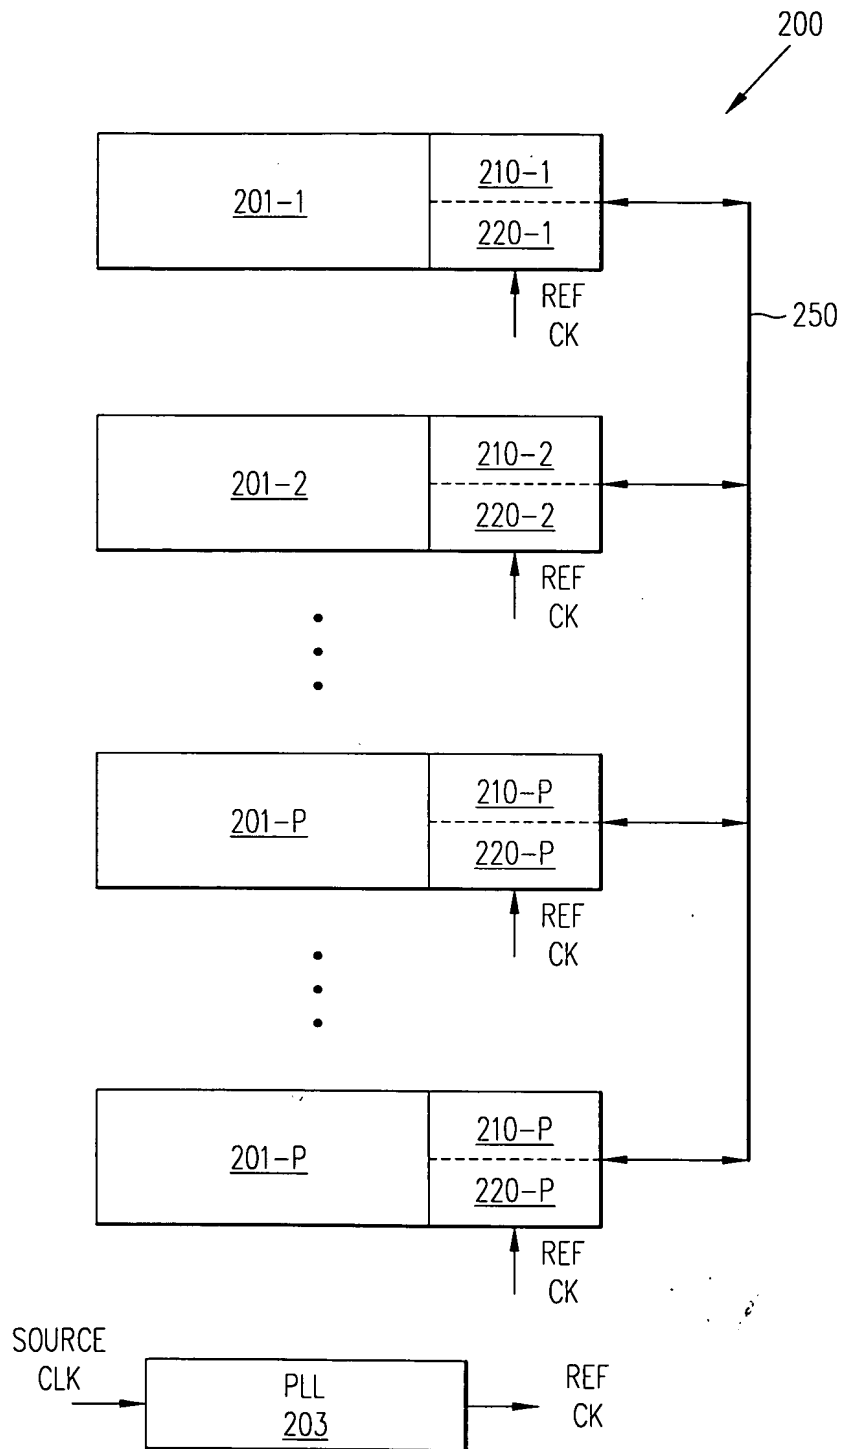 200
201-1
210-1
220-1
REF
CK
250
201-2
210-2
220-2
REF
CK
201-P
210-P
220-P
REF
CK
201-P
210-P
220-P
REF
CK
SOURCE
CLK
PLL
203
REF
CK